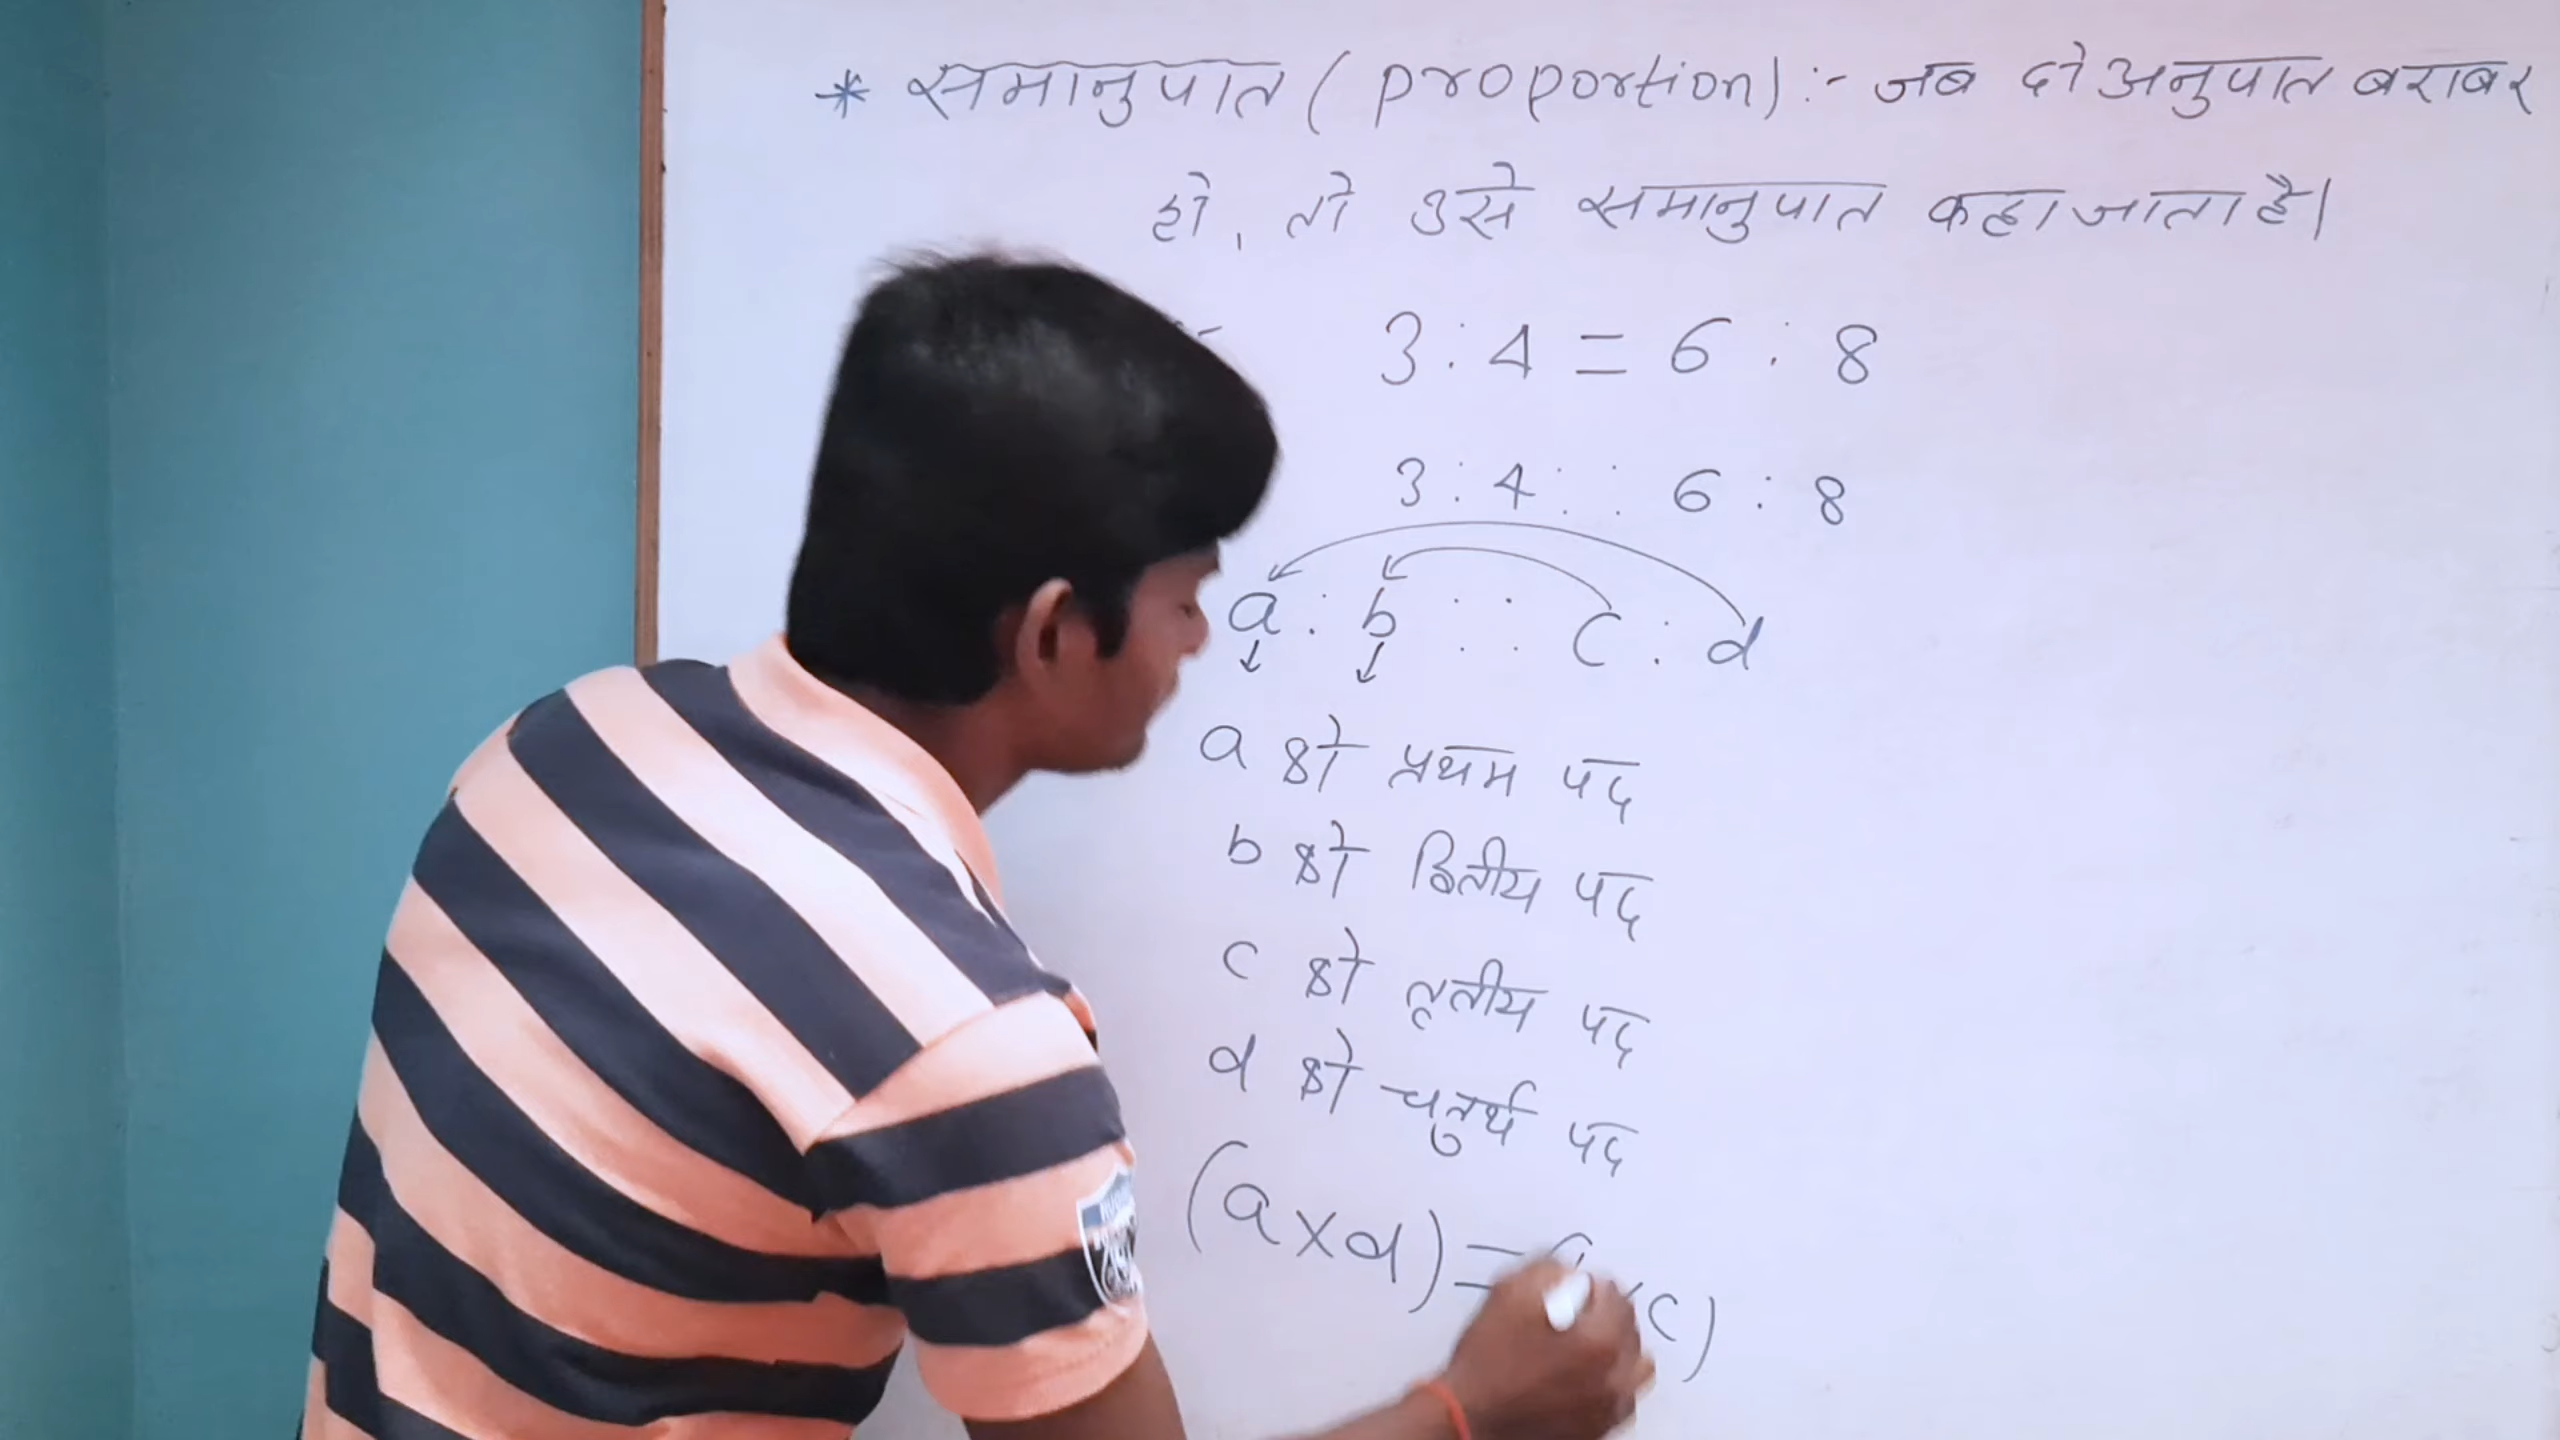 * समानुपात ( proportion) :- जब दो अनुपात बराबर
हो, तो उसे समानुपात कहा जाता है।
3 : 4 = 6 : 8
3 : 4 : : 6 : 8
a : b : : c : d
a को प्रथम पद
b को द्वितीय पद
c को तृतीय पद
d को चतुर्थ पद
(a×d) = c)